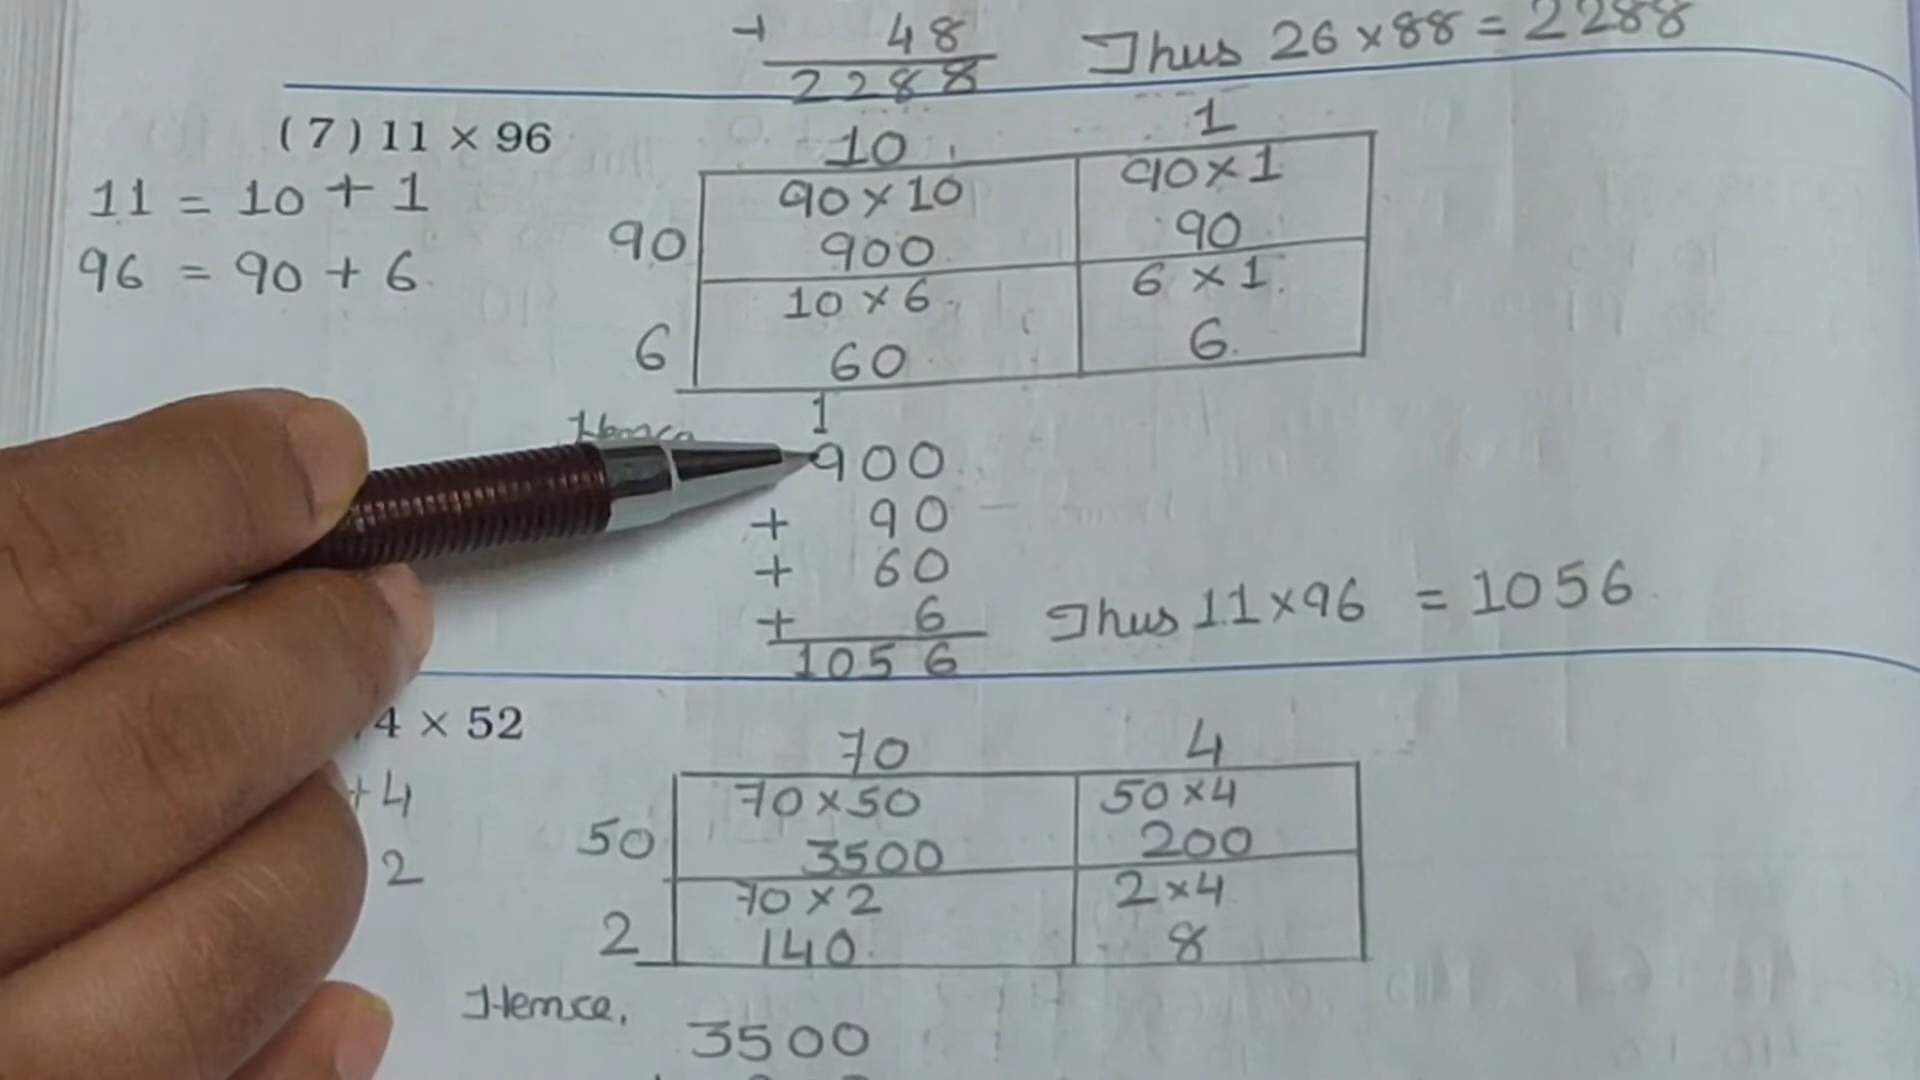 + 48
2288
Thus 26 × 88 = 2288
(7) 11 × 96
11 = 10 + 1
96 = 90 + 6
10 1
90 × 10 90 × 1
90 900 90
10 × 6 6 × 1
6 60 6
Hence
1
900
+ 90
+ 60
+ 6
1056
Thus 11 × 96 = 1056
4 × 52
+ 4
2
70 4
70 × 50 50 × 4
50 3500 200
70 × 2 2 × 4
2 140 8
Hence,
3500